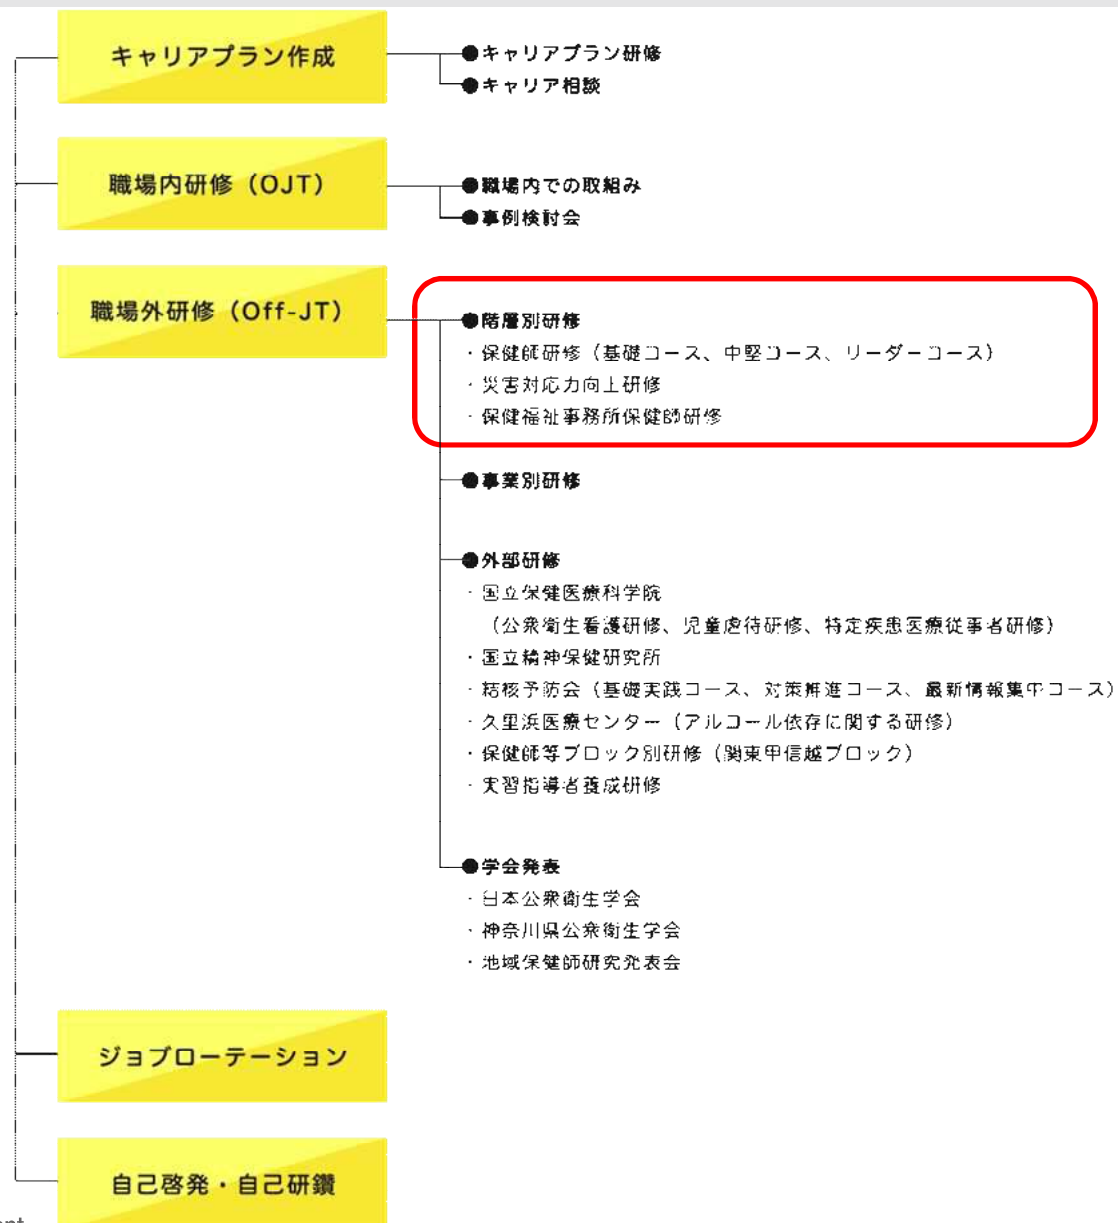 キャリアプラン作成
●キャリアプラン研修
●キャリア相談
職場内研修（OJT）
●職場内での取組み
●事例検討会
職場外研修（Off-JT）
●階層別研修
・保健師研修（基礎コース、中堅コース、リーダーコース）
・災害対応力向上研修
・保健福祉事務所保健師研修
●事業別研修
●外部研修
・国立保健医療科学院
（公衆衛生看護研修、児童虐待研修、特定疾患医療従事者研修）
・国立精神保健研究所
・結核予防会（基礎実践コース、対策推進コース、最新情報集中コース）
・久里浜医療センター（アルコール依存に関する研修）
・保健師等ブロック別研修（関東甲信越ブロック）
・実習指導者養成研修
●学会発表
・日本公衆衛生学会
・神奈川県公衆衛生学会
・地域保健師研究発表会
ジョブローテーション
自己啓発・自己研鑽